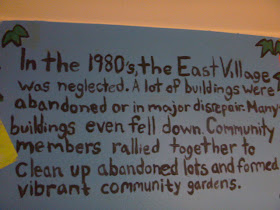 In the 1980's, the East Village
was neglected. A lot of buildings were
abandoned or in major disrepair. Many
buildings even fell down. Community
members rallied together to
clean up abandoned lots and formed
vibrant community gardens.